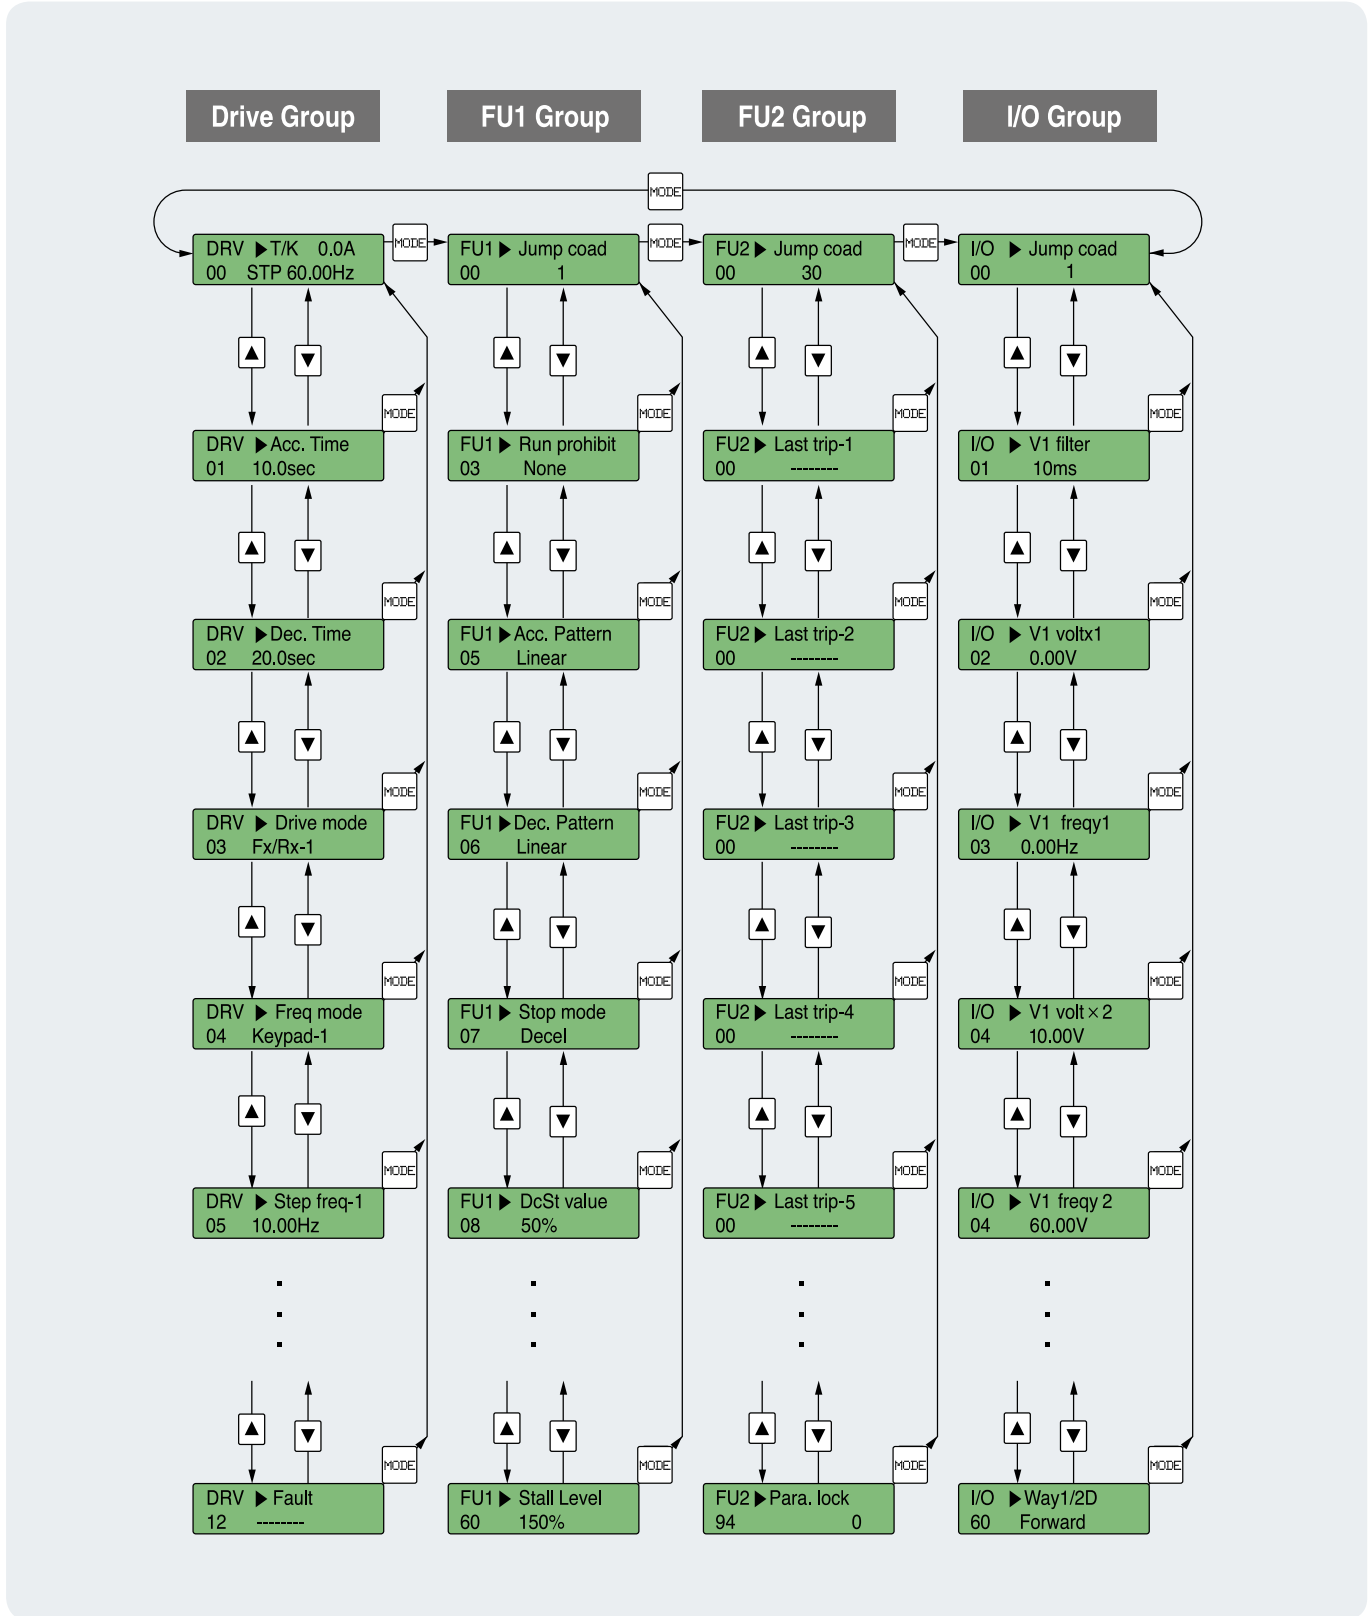 Drive Group
FU1 Group
FU2 Group
I/O Group
MODE
DRV ▶T/K 0.0A
00 STP 60.00Hz
MODE
FU1▶ Jump coad
00 1
MODE
FU2▶ Jump coad
00 30
MODE
I/O ▶ Jump coad
00 1
▲ ▼
▲ ▼
▲ ▼
▲ ▼
MODE
MODE
MODE
MODE
DRV ▶Acc. Time
01 10.0sec
FU1▶ Run prohibit
03 None
FU2▶ Last trip-1
00 --------
I/O ▶ V1 filter
01 10ms
▲ ▼
▲ ▼
▲ ▼
▲ ▼
MODE
MODE
MODE
MODE
DRV ▶Dec. Time
02 20.0sec
FU1▶Acc. Pattern
05 Linear
FU2▶ Last trip-2
00 --------
I/O ▶ V1 voltx1
02 0.00V
▲ ▼
▲ ▼
▲ ▼
▲ ▼
MODE
MODE
MODE
MODE
DRV ▶ Drive mode
03 Fx/Rx-1
FU1▶Dec. Pattern
06 Linear
FU2▶ Last trip-3
00 --------
I/O ▶ V1 freqy1
03 0.00Hz
▲ ▼
▲ ▼
▲ ▼
▲ ▼
MODE
MODE
MODE
MODE
DRV ▶ Freq mode
04 Keypad-1
FU1▶ Stop mode
07 Decel
FU2▶ Last trip-4
00 --------
I/O ▶ V1 volt×2
04 10.00V
▲ ▼
▲ ▼
▲ ▼
▲ ▼
MODE
MODE
MODE
MODE
DRV ▶ Step freq-1
05 10.00Hz
FU1▶ DcSt value
08 50%
FU2▶ Last trip-5
00 --------
I/O ▶ V1 freqy 2
04 60.00V
▲ ▼
▲ ▼
▲ ▼
▲ ▼
MODE
MODE
MODE
MODE
DRV ▶ Fault
12 --------
FU1▶ Stall Level
60 150%
FU2▶Para. lock
94 0
I/O ▶Way1/2D
60 Forward